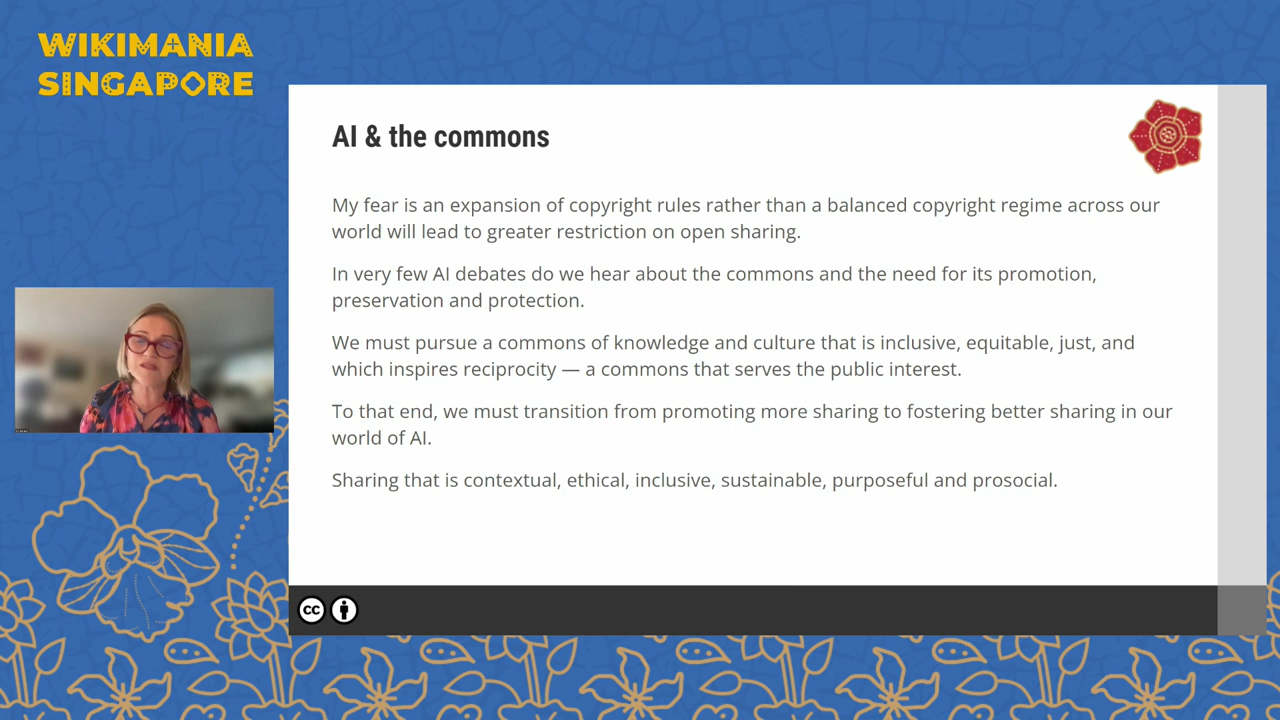 WIKIMANIA
SINGAPORE
AI & the commons
My fear is an expansion of copyright rules rather than a balanced copyright regime across our
world will lead to greater restriction on open sharing.
In very few AI debates do we hear about the commons and the need for its promotion,
preservation and protection.
We must pursue a commons of knowledge and culture that is inclusive, equitable, just, and
which inspires reciprocity — a commons that serves the public interest.
To that end, we must transition from promoting more sharing to fostering better sharing in our
world of AI.
Sharing that is contextual, ethical, inclusive, sustainable, purposeful and prosocial.
cc